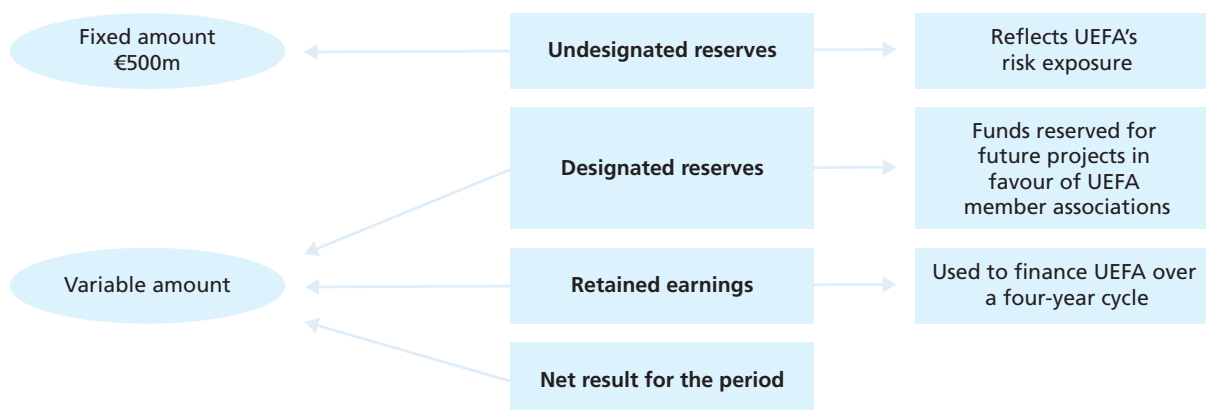 Fixed amount
€500m
Undesignated reserves
Reflects UEFA's
risk exposure
Designated reserves
Funds reserved for
future projects in
favour of UEFA
member associations
Variable amount
Retained earnings
Used to finance UEFA over
a four-year cycle
Net result for the period